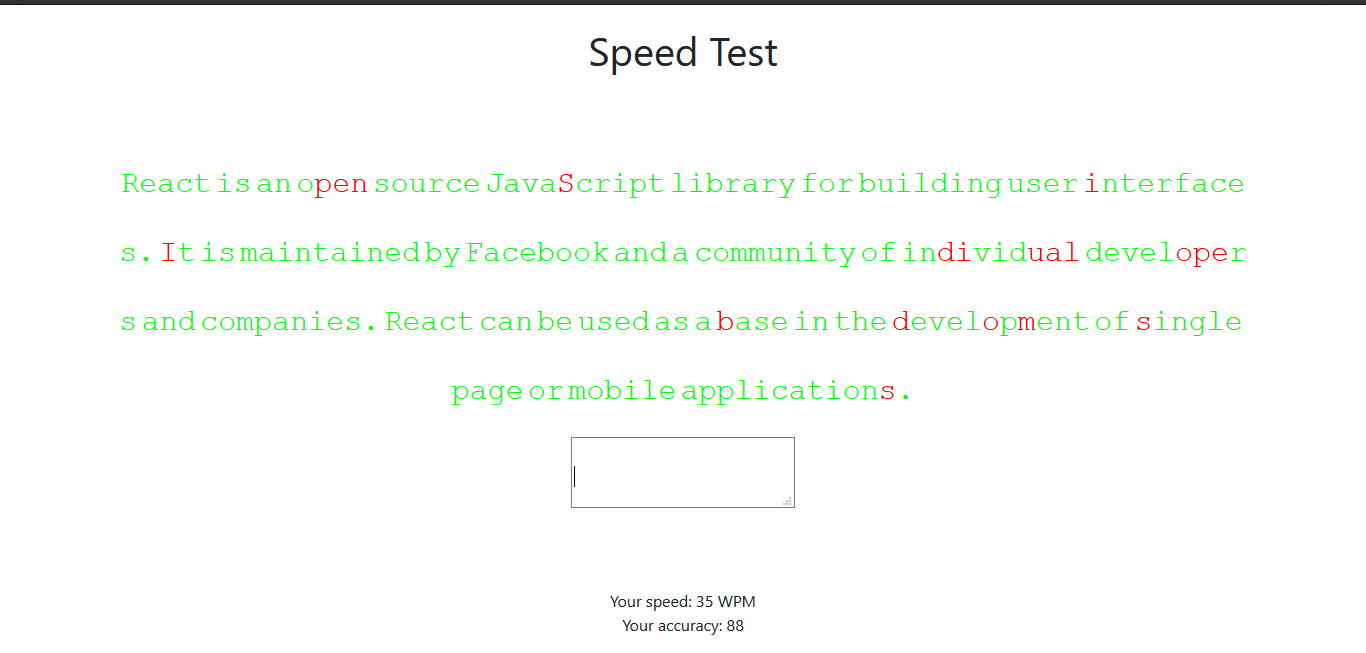 Speed Test
React is an open source JavaScript library for building user interface
s. It is maintained by Facebook and a community of individual developer
s and companies. React can be used as a base in the development of single
page or mobile applications.
Your speed: 35 WPM
Your accuracy: 88